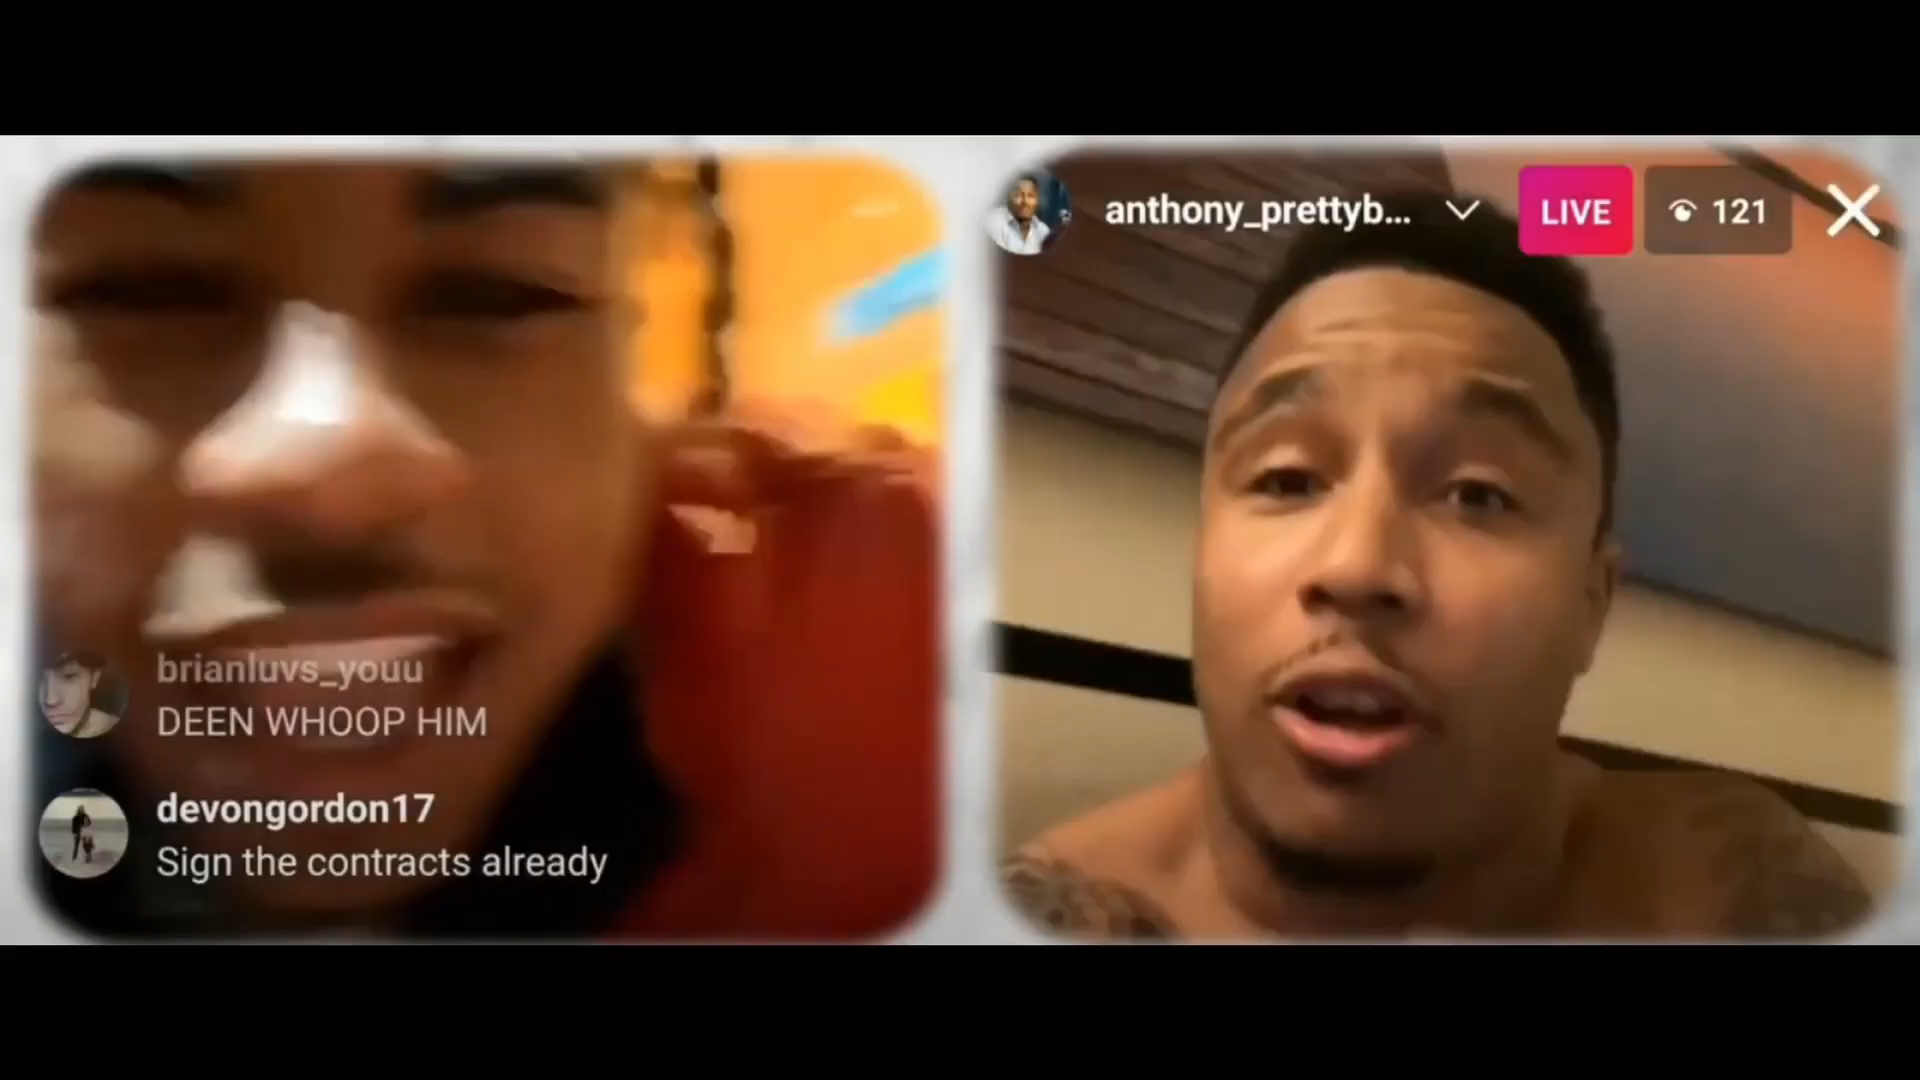 anthony_prettyb...
LIVE
121
brianluvs_youu
DEEN WHOOP HIM
devongordon17
Sign the contracts already